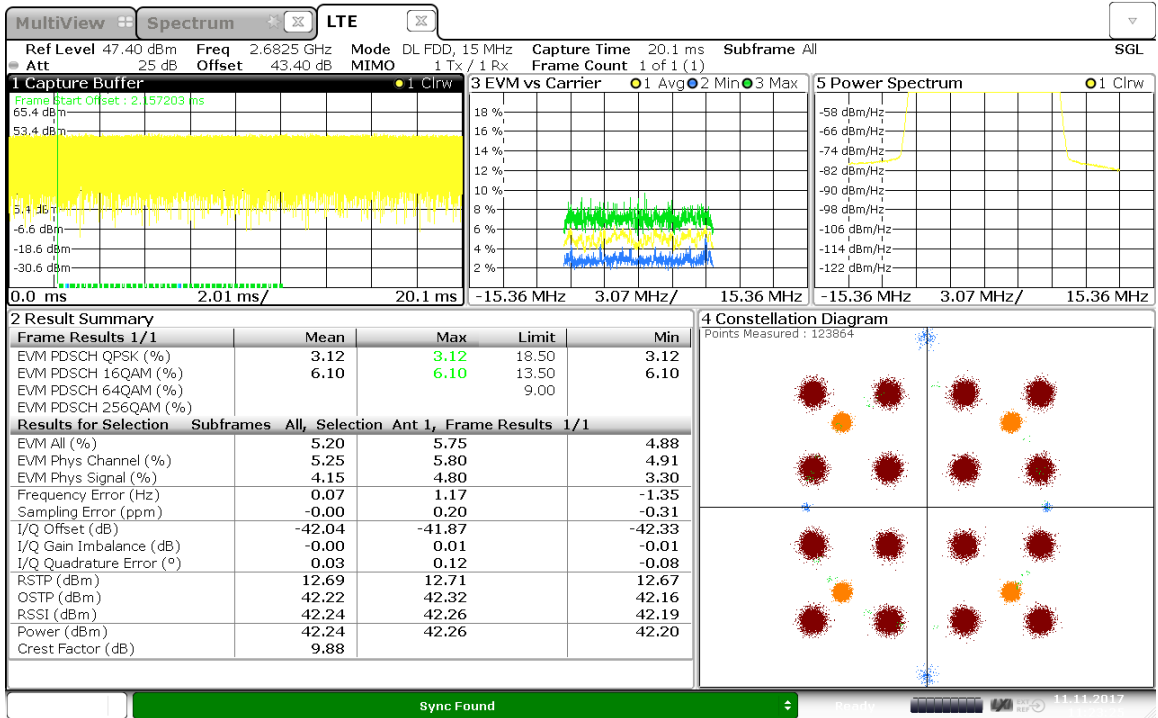 MultiView Spectrum LTE
Ref Level 47.40 dBm Freq 2.6825 GHz Mode DL FDD, 15 MHz Capture Time 20.1 ms Subframe All SGL
Att 25 dB Offset 43.40 dB MIMO 1 Tx / 1 Rx Frame Count 1 of 1 (1)
1 Capture Buffer 1 Clrw
Frame Start Offset : 2.157203 ms
65.4 dBm
53.4 dBm
5.4 dBm
-6.6 dBm
-18.6 dBm
-30.6 dBm
0.0 ms 2.01 ms/ 20.1 ms
3 EVM vs Carrier 1 Avg 2 Min 3 Max
18 %
16 %
14 %
12 %
10 %
8 %
6 %
4 %
2 %
-15.36 MHz 3.07 MHz/ 15.36 MHz
5 Power Spectrum 1 Clrw
-58 dBm/Hz
-66 dBm/Hz
-74 dBm/Hz
-82 dBm/Hz
-90 dBm/Hz
-98 dBm/Hz
-106 dBm/Hz
-114 dBm/Hz
-122 dBm/Hz
-15.36 MHz 3.07 MHz/ 15.36 MHz
2 Result Summary
Frame Results 1/1 Mean Max Limit Min
EVM PDSCH QPSK (%) 3.12 3.12 18.50 3.12
EVM PDSCH 16QAM (%) 6.10 6.10 13.50 6.10
EVM PDSCH 64QAM (%) 9.00
EVM PDSCH 256QAM (%)
Results for Selection Subframes All, Selection Ant 1, Frame Results 1/1
EVM All (%) 5.20 5.75 4.88
EVM Phys Channel (%) 5.25 5.80 4.91
EVM Phys Signal (%) 4.15 4.80 3.30
Frequency Error (Hz) 0.07 1.17 -1.35
Sampling Error (ppm) -0.00 0.20 -0.31
I/Q Offset (dB) -42.04 -41.87 -42.33
I/Q Gain Imbalance (dB) -0.00 0.01 -0.01
I/Q Quadrature Error (°) 0.03 0.12 -0.08
RSTP (dBm) 12.69 12.71 12.67
OSTP (dBm) 42.22 42.32 42.16
RSSI (dBm) 42.24 42.26 42.19
Power (dBm) 42.24 42.26 42.20
Crest Factor (dB) 9.88
4 Constellation Diagram
Points Measured : 123864
Sync Found
Ready
LXI
REF
11.11.2017